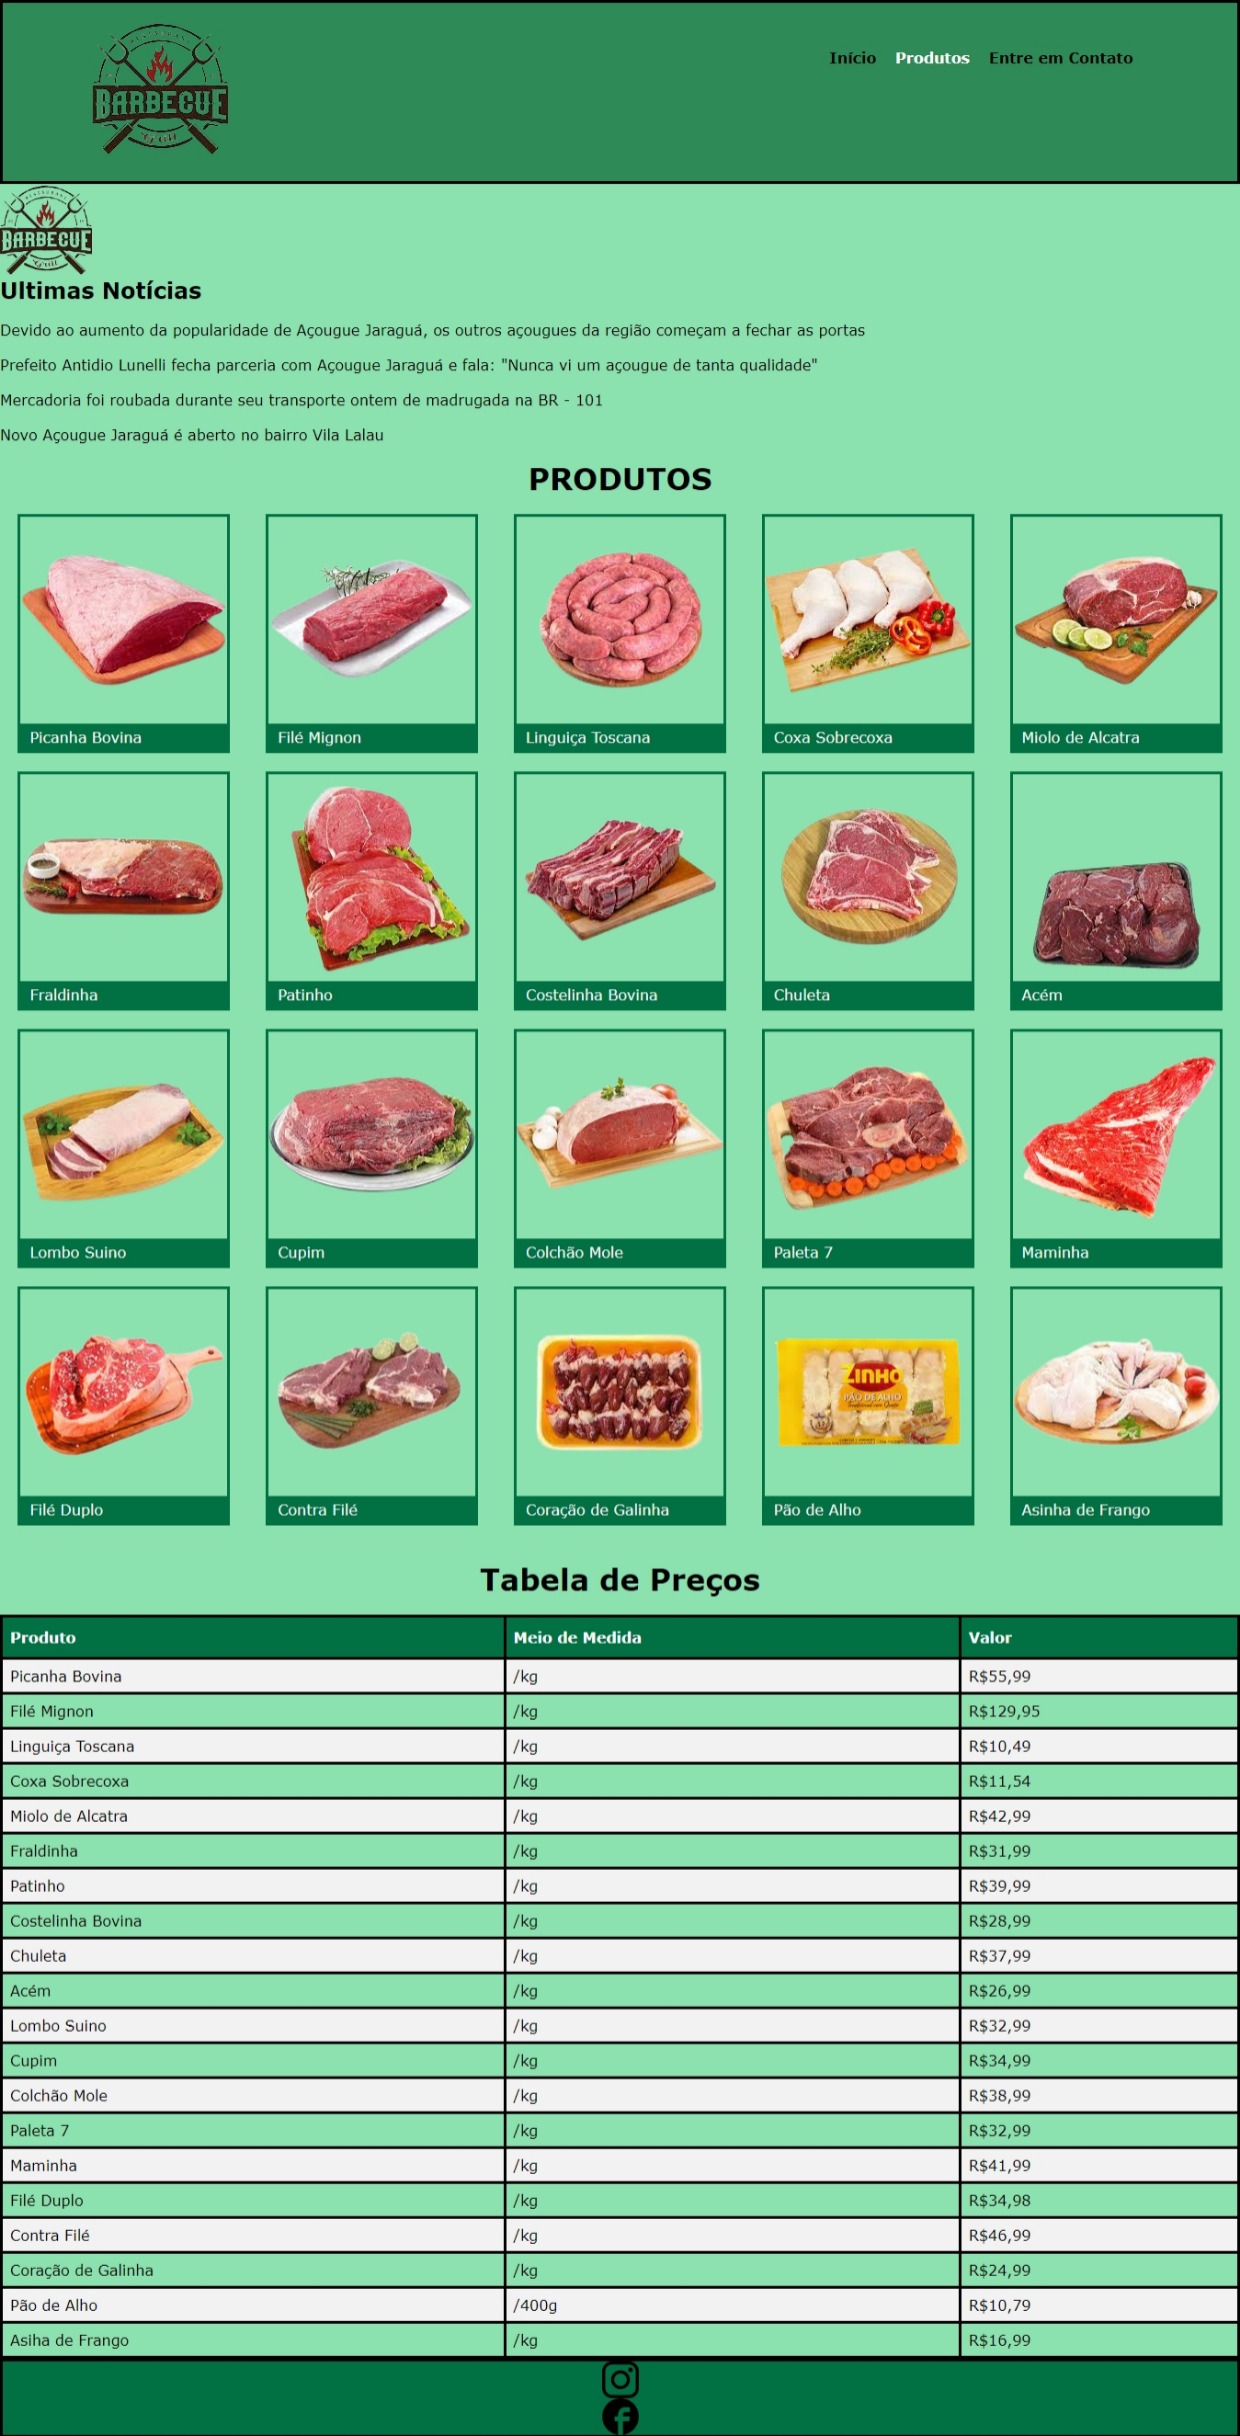 RESTAURANT
BARBECUE
Grill
Início Produtos Entre em Contato
RESTAURANT
BARBECUE
Grill
Ultimas Notícias
Devido ao aumento da popularidade de Açougue Jaraguá, os outros açougues da região começam a fechar as portas
Prefeito Antidio Lunelli fecha parceria com Açougue Jaraguá e fala: "Nunca vi um açougue de tanta qualidade"
Mercadoria foi roubada durante seu transporte ontem de madrugada na BR - 101
Novo Açougue Jaraguá é aberto no bairro Vila Lalau
PRODUTOS
Picanha Bovina Filé Mignon Linguiça Toscana Coxa Sobrecoxa Miolo de Alcatra
Fraldinha Patinho Costelinha Bovina Chuleta Acém
Lombo Suino Cupim Colchão Mole Paleta 7 Maminha
ZINHO
PÃO DE ALHO
Filé Duplo Contra Filé Coração de Galinha Pão de Alho Asinha de Frango
Tabela de Preços
Produto Meio de Medida Valor
Picanha Bovina /kg R$55,99
Filé Mignon /kg R$129,95
Linguiça Toscana /kg R$10,49
Coxa Sobrecoxa /kg R$11,54
Miolo de Alcatra /kg R$42,99
Fraldinha /kg R$31,99
Patinho /kg R$39,99
Costelinha Bovina /kg R$28,99
Chuleta /kg R$37,99
Acém /kg R$26,99
Lombo Suino /kg R$32,99
Cupim /kg R$34,99
Colchão Mole /kg R$38,99
Paleta 7 /kg R$32,99
Maminha /kg R$41,99
Filé Duplo /kg R$34,98
Contra Filé /kg R$46,99
Coração de Galinha /kg R$24,99
Pão de Alho /400g R$10,79
Asiha de Frango /kg R$16,99